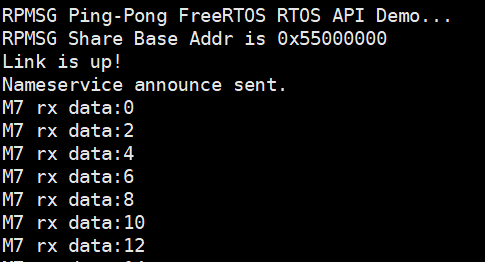 RPMSG Ping-Pong FreeRTOS RTOS API Demo...
RPMSG Share Base Addr is 0x55000000
Link is up!
Nameservice announce sent.
M7 rx data:0
M7 rx data:2
M7 rx data:4
M7 rx data:6
M7 rx data:8
M7 rx data:10
M7 rx data:12